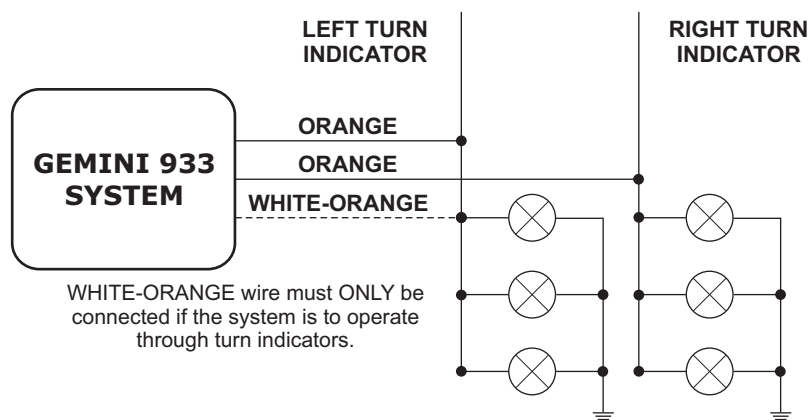 LEFT TURN
INDICATOR
RIGHT TURN
INDICATOR
ORANGE
ORANGE
WHITE-ORANGE
GEMINI 933
SYSTEM
WHITE-ORANGE wire must ONLY be
connected if the system is to operate
through turn indicators.